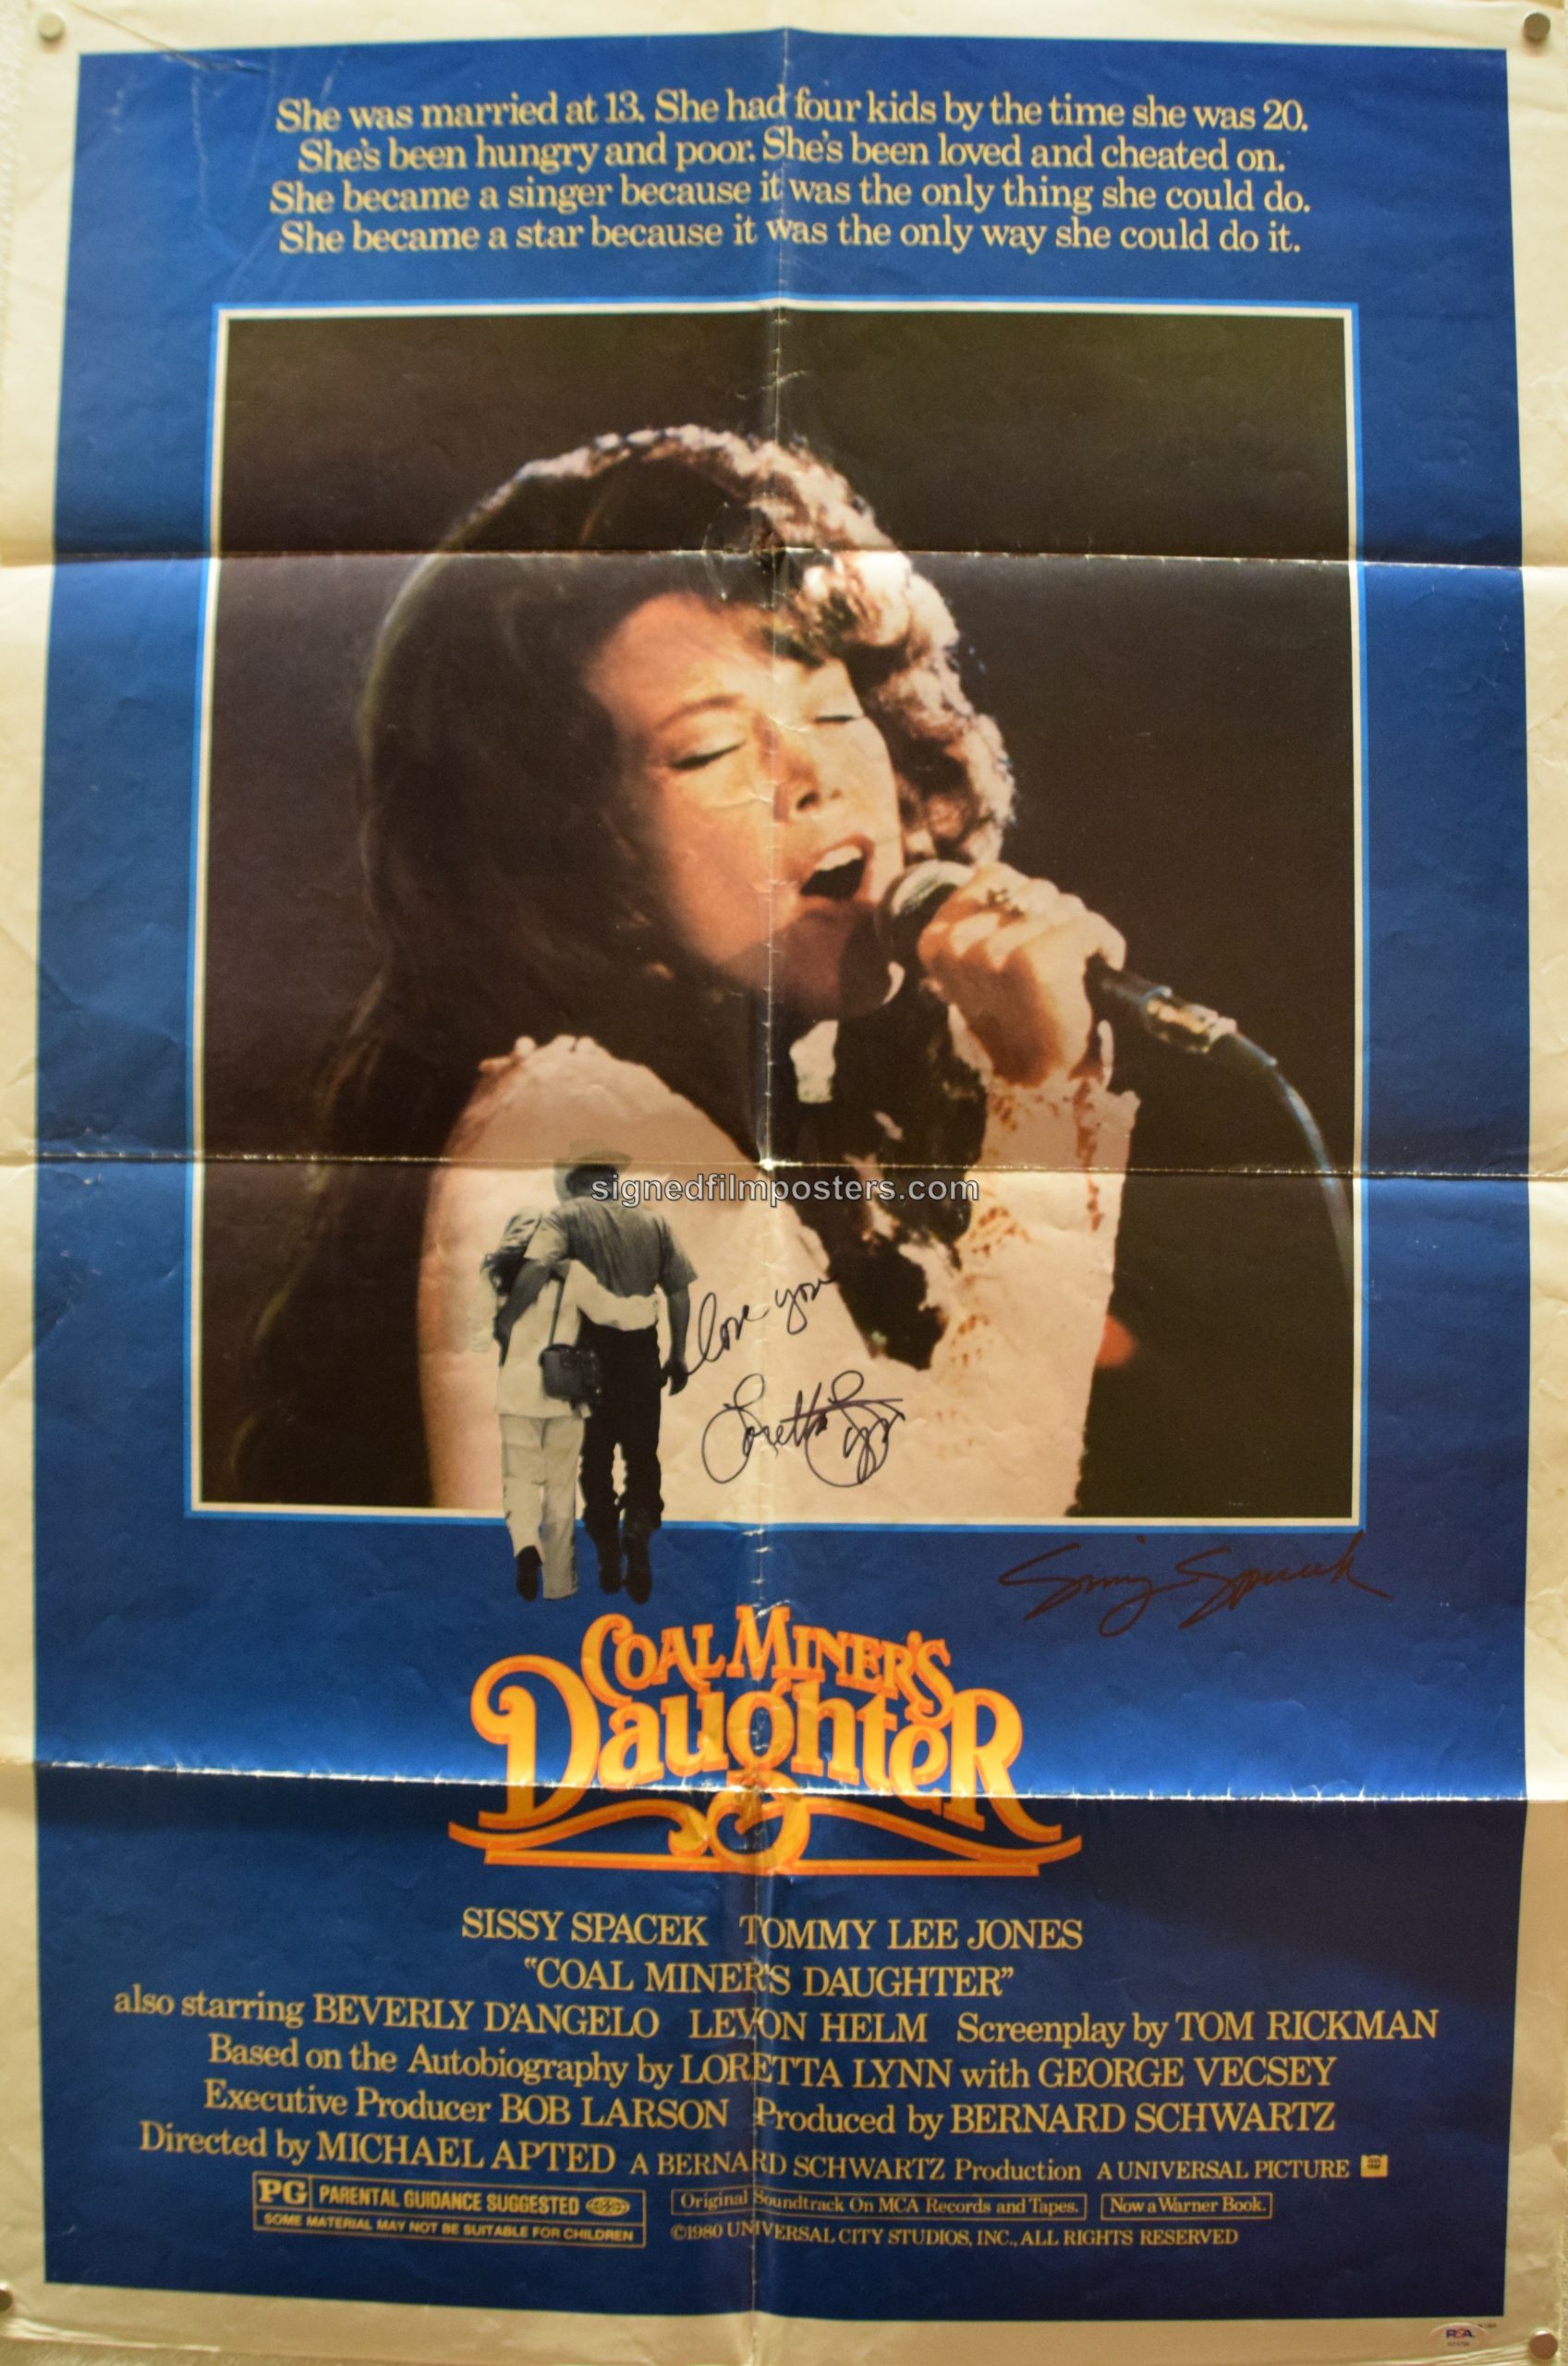 She was married at 13. She had four kids by the time she was 20.
She's been hungry and poor. She's been loved and cheated on.
She became a singer because it was the only thing she could do.
She became a star because it was the only way she could do it.
signedfilmposters.com
love you
Loretta Lynn
Sissy Spacek
COAL MINER'S
DaughteR
SISSY SPACEK TOMMY LEE JONES
"COAL MINER'S DAUGHTER"
also starring BEVERLY D'ANGELO LEVON HELM Screenplay by TOM RICKMAN
Based on the Autobiography by LORETTA LYNN with GEORGE VECSEY
Executive Producer BOB LARSON Produced by BERNARD SCHWARTZ
Directed by MICHAEL APTED A BERNARD SCHWARTZ Production A UNIVERSAL PICTURE
PG PARENTAL GUIDANCE SUGGESTED
SOME MATERIAL MAY NOT BE SUITABLE FOR CHILDREN
Original Soundtrack On MCA Records and Tapes. Now a Warner Book.
©1980 UNIVERSAL CITY STUDIOS, INC., ALL RIGHTS RESERVED
PSA